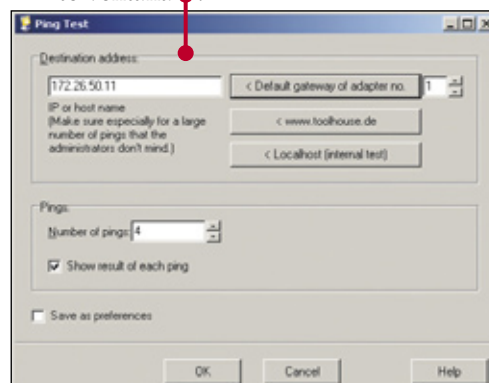 Ping Test
Destination address:
172.26.50.11
< Default gateway of adapter no.
1
IP or host name
(Make sure especially for a large
number of pings that the
administrators don't mind.)
< www.toolhouse.de
< Localhost (internal test)
Pings:
Number of pings: 4
Show result of each ping
Save as preferences
OK
Cancel
Help